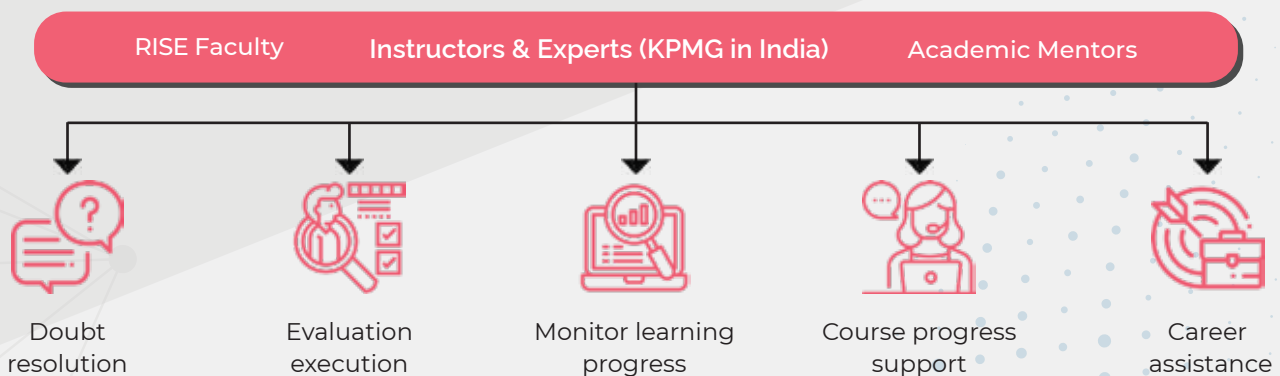 RISE Faculty Instructors & Experts (KPMG in India) Academic Mentors
?
Doubt
resolution
Evaluation
execution
Monitor learning
progress
Course progress
support
Career
assistance